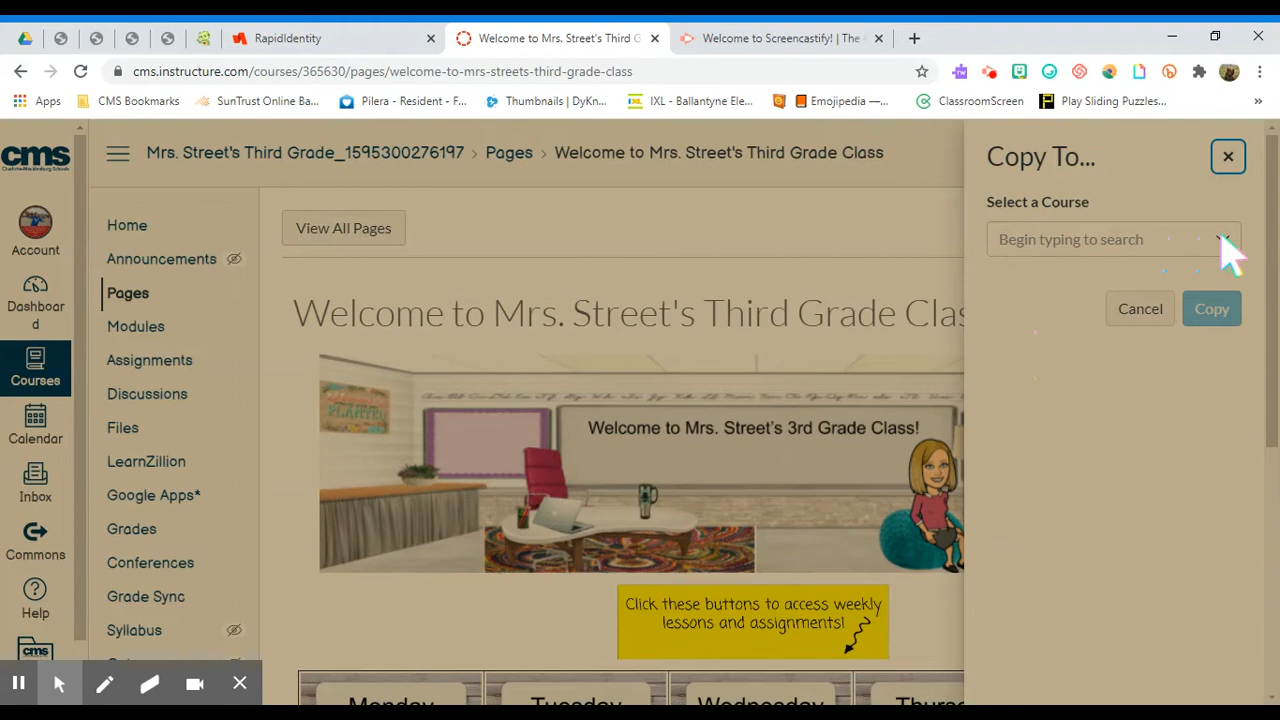 RapidIdentity
Welcome to Mrs. Street's Third G
Welcome to Screencastify! | The
cms.instructure.com/courses/365630/pages/welcome-to-mrs-streets-third-grade-class
Apps
CMS Bookmarks
SunTrust Online Ba...
Pilera - Resident - F...
Thumbnails | DyKn...
IXL - Ballantyne Ele...
Emojipedia —...
ClassroomScreen
Play Sliding Puzzles...
cms
Charlotte-Mecklenburg Schools
Account
Dashboar
d
Courses
Calendar
Inbox
Commons
Help
cms
Mrs. Street's Third Grade_1595300276197 > Pages > Welcome to Mrs. Street's Third Grade Class
Home
Announcements
Pages
Modules
Assignments
Discussions
Files
LearnZillion
Google Apps*
Grades
Conferences
Grade Sync
Syllabus
View All Pages
Welcome to Mrs. Street's Third Grade Clas
Welcome to Mrs. Street's 3rd Grade Class!
Click these buttons to access weekly
lessons and assignments!
Monday
Tuesday
Wednesday
Thurs
Copy To...
Select a Course
Begin typing to search
Cancel
Copy